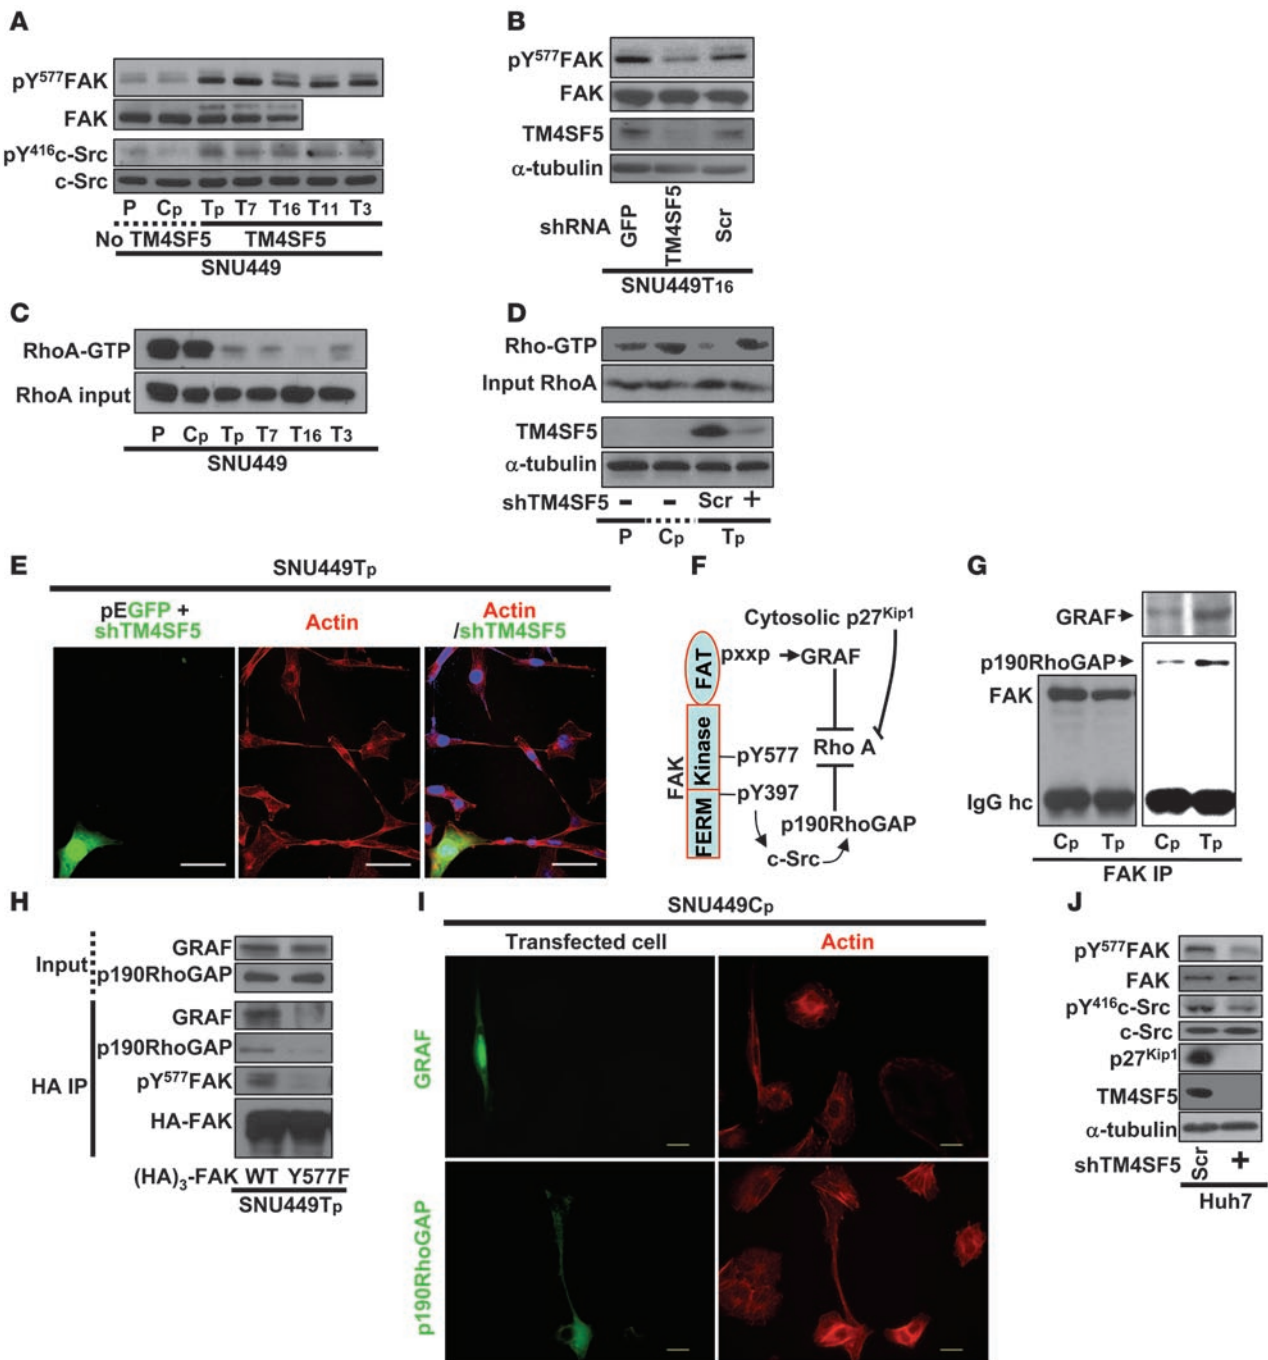 A
pY⁵⁷⁷FAK
FAK
pY⁴¹⁶c-Src
c-Src
P Cp Tp T7 T16 T11 T3
No TM4SF5 TM4SF5
SNU449
B
pY⁵⁷⁷FAK
FAK
TM4SF5
α-tubulin
shRNA GFP TM4SF5 Scr
SNU449T16
C
RhoA-GTP
RhoA input
P Cp Tp T7 T16 T3
SNU449
D
Rho-GTP
Input RhoA
TM4SF5
α-tubulin
shTM4SF5 - - Scr +
P Cp Tp
E
SNU449Tp
pEGFP +
shTM4SF5
Actin
Actin
/shTM4SF5
F
Cytosolic p27ᴷⁱᵖ¹
FAT pxxp GRAF
Rho A
FAK
Kinase pY577
FERM pY397
p190RhoGAP
c-Src
G
GRAF
p190RhoGAP
FAK
IgG hc
Cp Tp Cp Tp
FAK IP
H
Input
GRAF
p190RhoGAP
HA IP
GRAF
p190RhoGAP
pY⁵⁷⁷FAK
HA-FAK
(HA)₃-FAK WT Y577F
SNU449Tp
I
SNU449Cp
Transfected cell Actin
GRAF
p190RhoGAP
J
pY⁵⁷⁷FAK
FAK
pY⁴¹⁶c-Src
c-Src
p27ᴷⁱᵖ¹
TM4SF5
α-tubulin
shTM4SF5 Scr +
Huh7